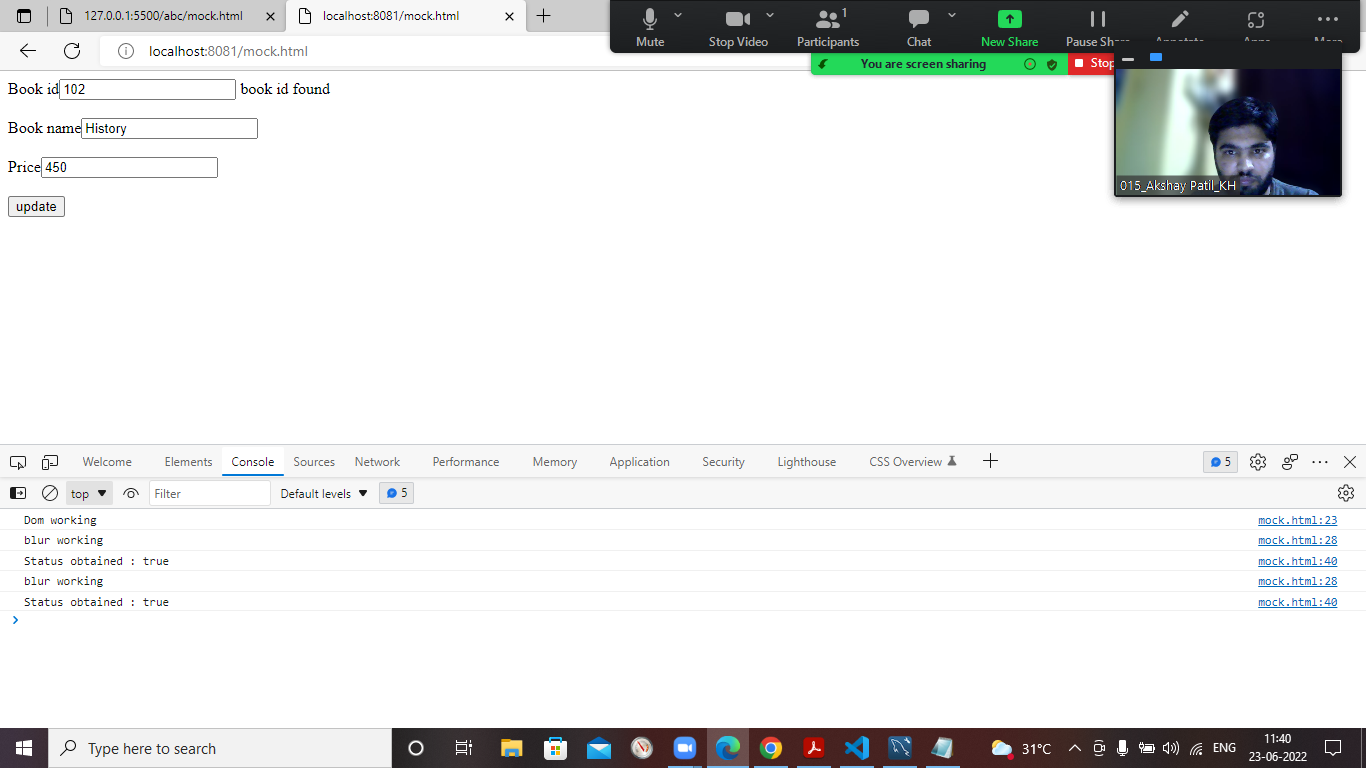 127.0.0.1:5500/abc/mock.html
localhost:8081/mock.html
1
Mute
Stop Video
Participants
Chat
New Share
Pause
localhost:8081/mock.html
You are screen sharing
Stop
Book id 102 book id found
Book name History
Price 450
update
015_Akshay Patil_KH
Welcome
Elements
Console
Sources
Network
Performance
Memory
Application
Security
Lighthouse
CSS Overview
5
top
Filter
Default levels
5
Dom working mock.html:23
blur working mock.html:28
Status obtained : true mock.html:40
blur working mock.html:28
Status obtained : true mock.html:40
Type here to search
31°C
ENG
11:40
23-06-2022